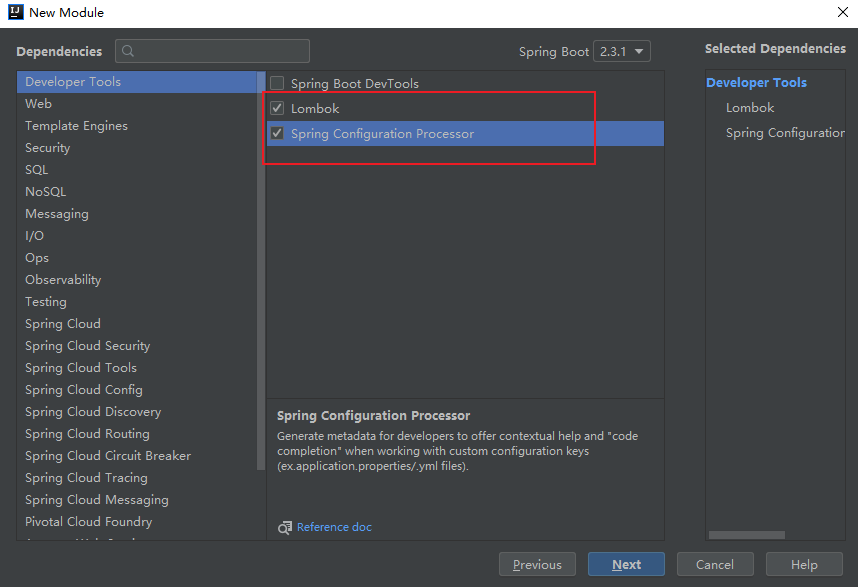 New Module
Dependencies
Spring Boot 2.3.1
Selected Dependencies
Developer Tools
Web
Template Engines
Security
SQL
NoSQL
Messaging
I/O
Ops
Observability
Testing
Spring Cloud
Spring Cloud Security
Spring Cloud Tools
Spring Cloud Config
Spring Cloud Discovery
Spring Cloud Routing
Spring Cloud Circuit Breaker
Spring Cloud Tracing
Spring Cloud Messaging
Pivotal Cloud Foundry
Spring Boot DevTools
Lombok
Spring Configuration Processor
Spring Configuration Processor
Generate metadata for developers to offer contextual help and "code
completion" when working with custom configuration keys
(ex.application.properties/.yml files).
Reference doc
Developer Tools
Lombok
Spring Configuration
Previous
Next
Cancel
Help